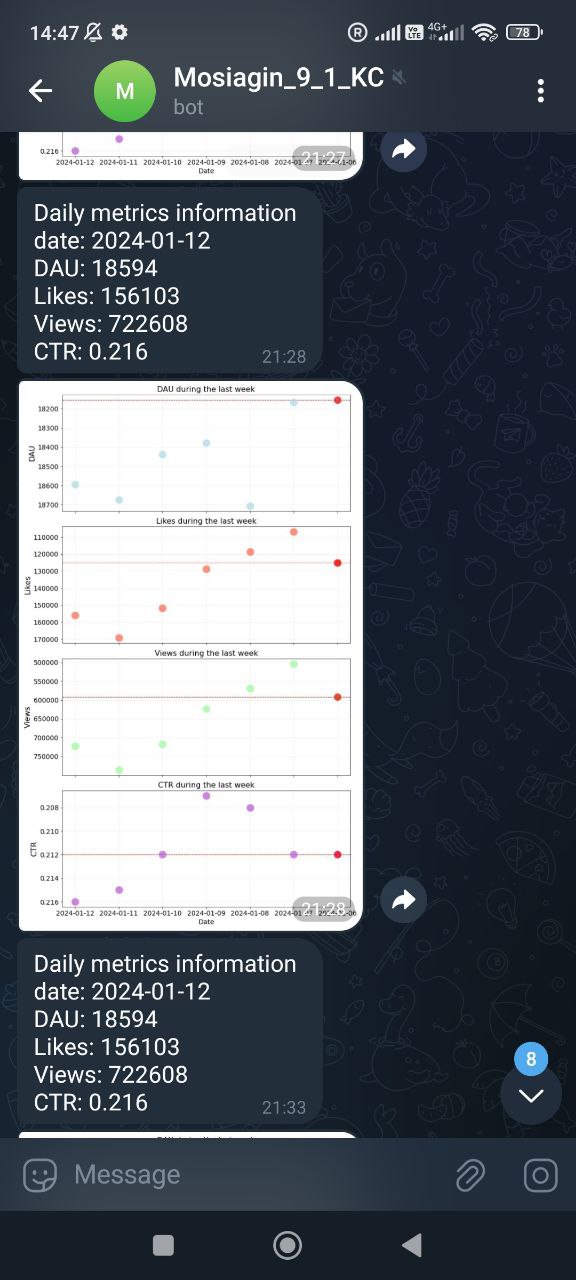 14:47
R
Vo
LTE
4G+
78
M
Mosiagin_9_1_KC
bot
0.216
2024-01-12 2024-01-11 2024-01-10 2024-01-09 2024-01-08
Date
21:27
Daily metrics information
date: 2024-01-12
DAU: 18594
Likes: 156103
Views: 722608
CTR: 0.216
21:28
DAU during the last week
DAU
18200
18300
18400
18500
18600
18700
Likes during the last week
Likes
110000
120000
130000
140000
150000
160000
170000
Views during the last week
Views
500000
550000
600000
650000
700000
750000
CTR during the last week
CTR
0.208
0.210
0.212
0.214
0.216
2024-01-12 2024-01-11 2024-01-10 2024-01-09 2024-01-08
Date
21:28
Daily metrics information
date: 2024-01-12
DAU: 18594
Likes: 156103
Views: 722608
CTR: 0.216
21:33
8
Message